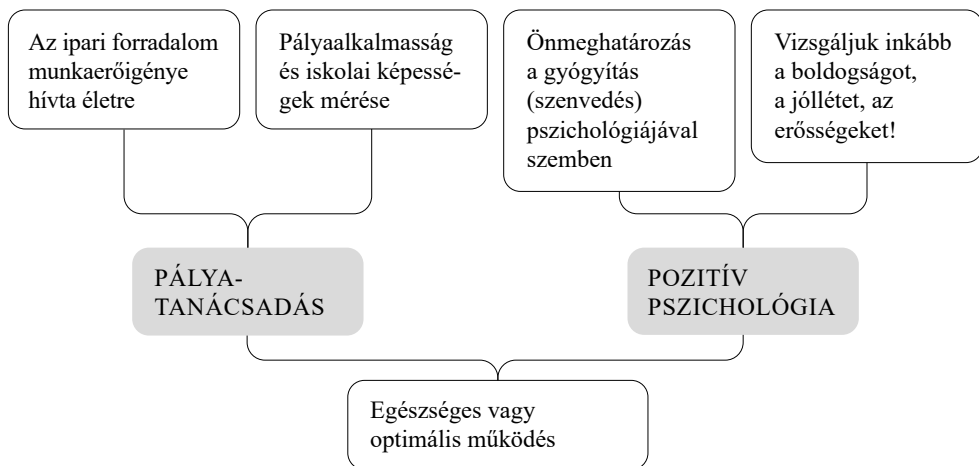 Az ipari forradalom
munkaerőigénye
hívta életre
Pályaalkalmasság
és iskolai képessé-
gek mérése
Önmeghatározás
a gyógyítás
(szenvedés)
pszichológiájával
szemben
Vizsgáljuk inkább
a boldogságot,
a jóllétet, az
erősségeket!
PÁLYA-
TANÁCSADÁS
POZITÍV
PSZICHOLÓGIA
Egészséges vagy
optimális működés